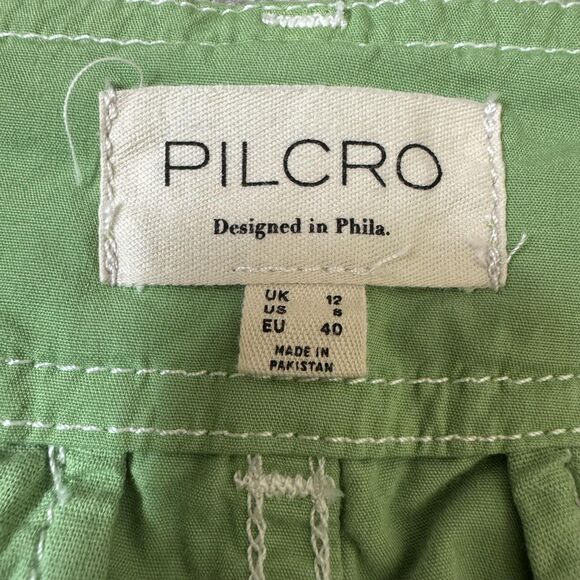 PILCRO
Designed in Phila.
UK 12
US 8
EU 40
MADE IN
PAKISTAN